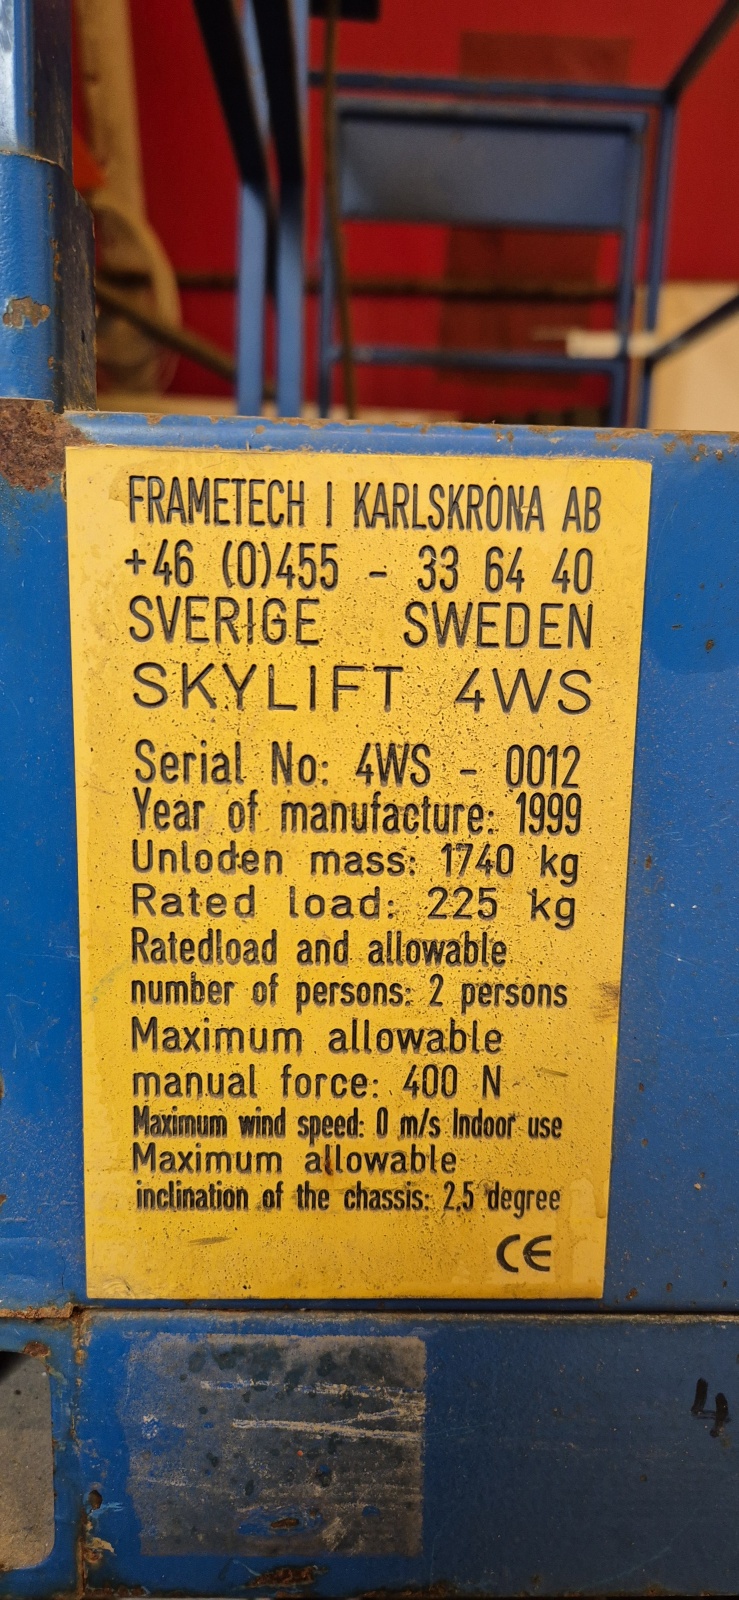 FRAMETECH I KARLSKRONA AB
+46 (0)455 - 33 64 40
SVERIGE SWEDEN
SKYLIFT 4WS
Serial No: 4WS - 0012
Year of manufacture: 1999
Unloden mass: 1740 kg
Rated load: 225 kg
Ratedload and allowable
number of persons: 2 persons
Maximum allowable
manual force: 400 N
Maximum wind speed: 0 m/s Indoor use
Maximum allowable
inclination of the chassis: 2,5 degree
CE
4